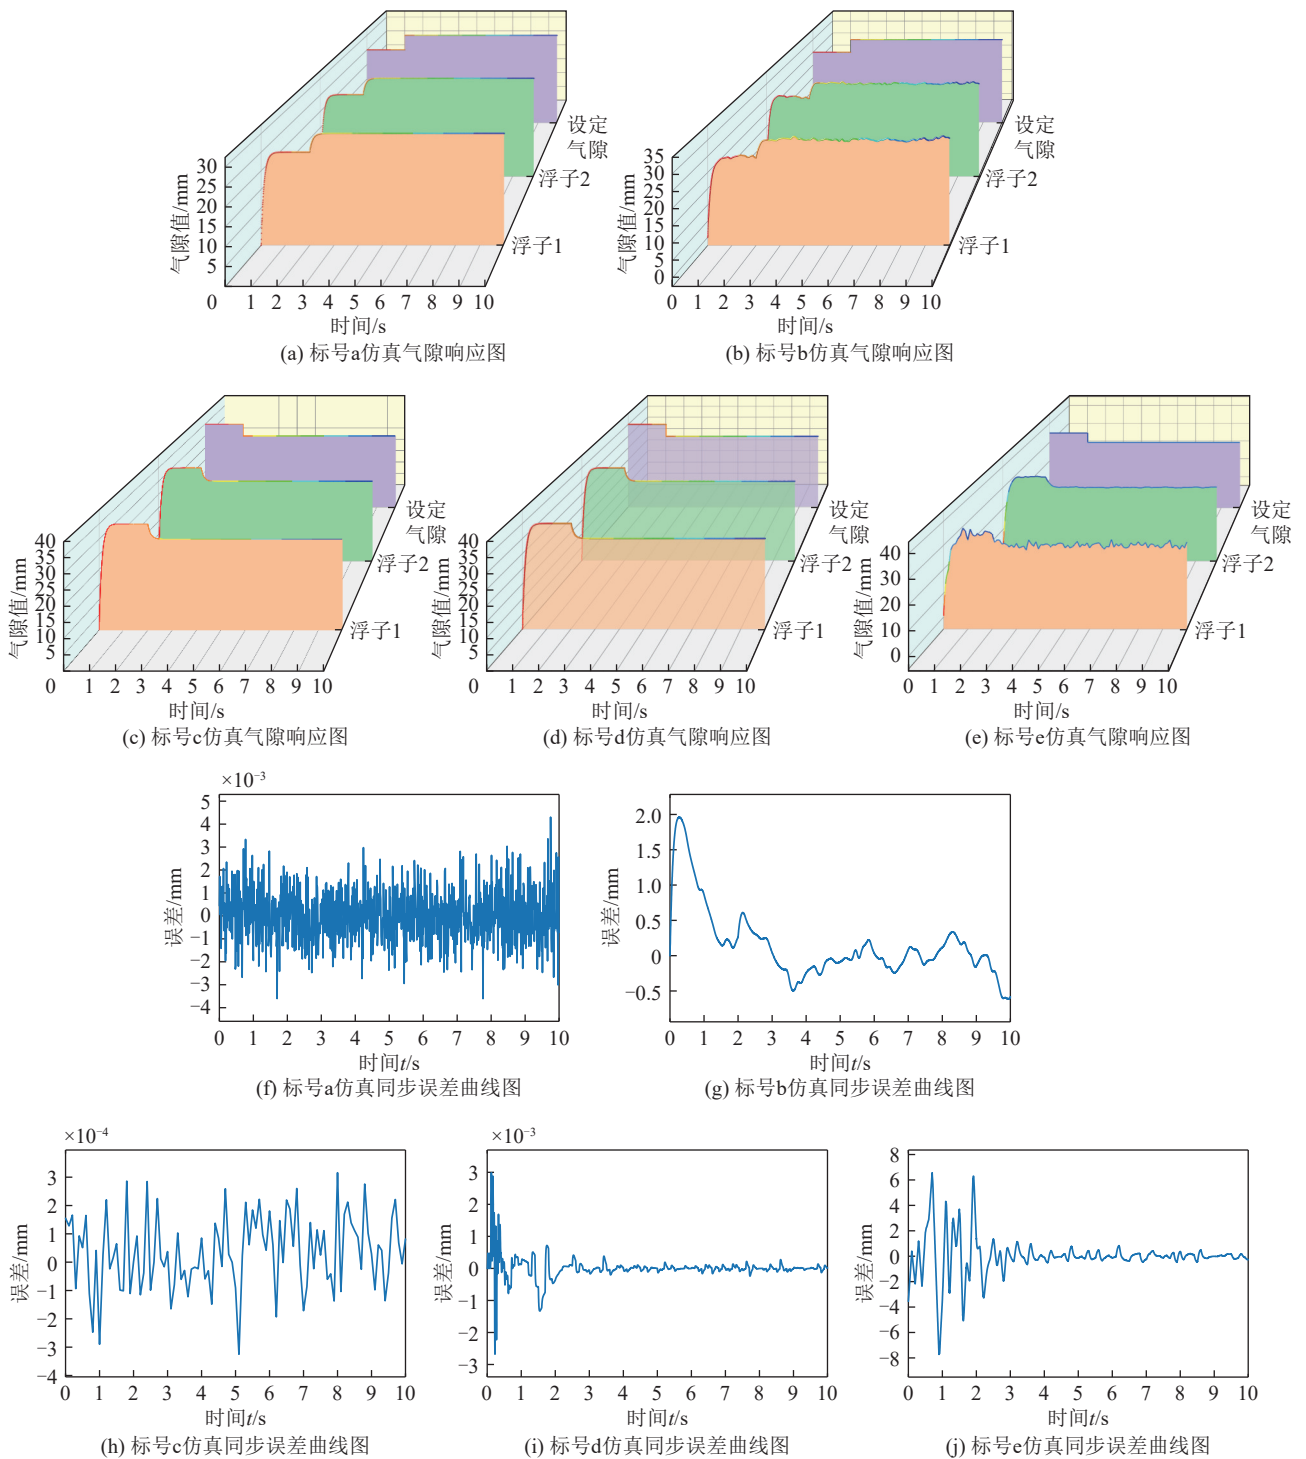 30
25
20
15
10
5
0
气隙值/mm
1 2 3 4 5 6 7 8 9 10
时间/s
设定
气隙
浮子2
浮子1
(a) 标号a仿真气隙响应图
35
30
25
20
15
10
5
0
气隙值/mm
0 1 2 3 4 5 6 7 8 9 10
时间/s
设定
气隙
浮子2
浮子1
(b) 标号b仿真气隙响应图
40
35
30
25
20
15
10
5
0
气隙值/mm
1 2 3 4 5 6 7 8 9 10
时间/s
设定
气隙
浮子2
浮子1
(c) 标号c仿真气隙响应图
40
35
30
25
20
15
10
5
0
气隙值/mm
1 2 3 4 5 6 7 8 9 10
时间/s
设定
气隙
浮子2
浮子1
(d) 标号d仿真气隙响应图
40
30
20
10
0
气隙值/mm
0 1 2 3 4 5 6 7 8 9 10
时间/s
设定
气隙
浮子2
浮子1
(e) 标号e仿真气隙响应图
×10⁻³
5
4
3
2
1
0
−1
−2
−3
−4
误差/mm
0 1 2 3 4 5 6 7 8 9 10
时间t/s
(f) 标号a仿真同步误差曲线图
2.0
1.5
1.0
0.5
0
−0.5
误差/mm
0 1 2 3 4 5 6 7 8 9 10
时间t/s
(g) 标号b仿真同步误差曲线图
×10⁻⁴
3
2
1
0
−1
−2
−3
−4
误差/mm
0 1 2 3 4 5 6 7 8 9 10
时间t/s
(h) 标号c仿真同步误差曲线图
×10⁻³
3
2
1
0
−1
−2
−3
误差/mm
0 1 2 3 4 5 6 7 8 9 10
时间t/s
(i) 标号d仿真同步误差曲线图
8
6
4
2
0
−2
−4
−6
−8
误差/mm
0 1 2 3 4 5 6 7 8 9 10
时间t/s
(j) 标号e仿真同步误差曲线图